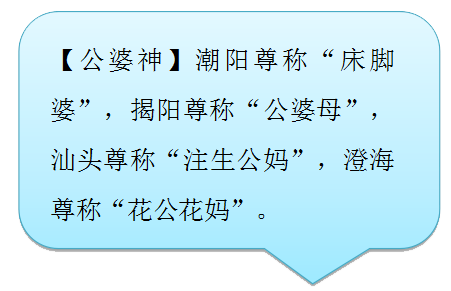 【公婆神】潮阳尊称“床脚
婆”，揭阳尊称“公婆母”，
汕头尊称“注生公妈”，澄海
尊称“花公花妈”。